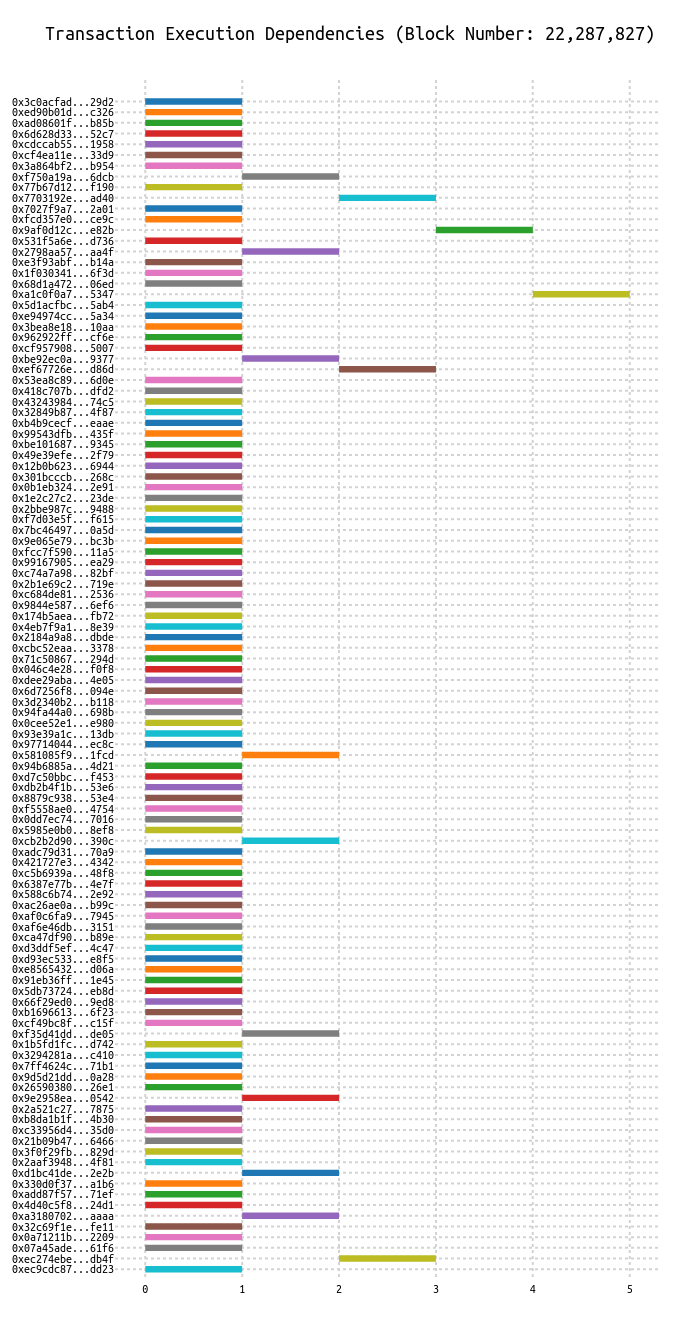 Transaction Execution Dependencies (Block Number: 22,287,827)
0x3c0acfad...29d2
0xed90b01d...c326
0xad08601f...b85b
0x6d628d33...52c7
0xcdccab55...1958
0xcf4ea11e...33d9
0x3a864bf2...b954
0xf750a19a...6dcb
0x77b67d12...f190
0x7703192e...ad40
0x7027f9a7...2a01
0xfcd357e0...ce9c
0x9af0d12c...e82b
0x531f5a6e...d736
0x2798aa57...aa4f
0xe3f93abf...b14a
0x1f030341...6f3d
0x68d1a472...06ed
0xa1c0f0a7...5347
0x5d1acfbc...5ab4
0xe94974cc...5a34
0x3bea8e18...10aa
0x962922ff...cf6e
0xcf957908...5007
0xbe92ec0a...9377
0xef67726e...d86d
0x53ea8c89...6d0e
0x418c707b...dfd2
0x43243984...74c5
0x32849b87...4f87
0xb4b9cecf...eaae
0x99543dfb...435f
0xbe101687...9345
0x49e39efe...2f79
0x12b0b623...6944
0x301bcccb...268c
0x0b1eb324...2e91
0x1e2c27c2...23de
0x2bbe987c...9488
0xf7d03e5f...f615
0x7bc46497...0a5d
0x9e065e79...bc3b
0xfcc7f590...11a5
0x99167905...ea29
0xc74a7a98...82bf
0x2b1e69c2...719e
0xc684de81...2536
0x9844e587...6ef6
0x174b5aea...fb72
0x4eb7f9a1...8e39
0x2184a9a8...dbde
0xcbc52eaa...3378
0x71c50867...294d
0x046c4e28...f0f8
0xdee29aba...4e05
0x6d7256f8...094e
0x3d2340b2...b118
0x94fa44a0...698b
0x0cee52e1...e980
0x93e39a1c...13db
0x97714044...ec8c
0x581085f9...1fcd
0x94b6885a...4d21
0xd7c50bbc...f453
0xdb2b4f1b...53e6
0x8879c938...53e4
0xf5558ae0...4754
0x0dd7ec74...7016
0x5985e0b0...8ef8
0xcb2b2d90...390c
0xadc79d31...70a9
0x421727e3...4342
0xc5b6939a...48f8
0x6387e77b...4e7f
0x588c6b74...2e92
0xac26ae0a...b99c
0xaf0c6fa9...7945
0xaf6e46db...3151
0xca47df90...b89e
0xd3ddf5ef...4c47
0xd93ec533...e8f5
0xe8565432...d06a
0x91eb36ff...1e45
0x5db73724...eb8d
0x66f29ed0...9ed8
0xb1696613...6f23
0xcf49bc8f...c15f
0xf35d41dd...de05
0x1b5fd1fc...d742
0x3294281a...c410
0x7ff4624c...71b1
0x9d5d21dd...0a28
0x26590380...26e1
0x9e2958ea...0542
0x2a521c27...7875
0xb8da1b1f...4b30
0xc33956d4...35d0
0x21b09b47...6466
0x3f0f29fb...829d
0x2aaf3948...4f81
0xd1bc41de...2e2b
0x330d0f37...a1b6
0xadd87f57...71ef
0x4d40c5f8...24d1
0xa3180702...aaaa
0x32c69f1e...fe11
0x0a71211b...2209
0x07a45ade...61f6
0xec274ebe...db4f
0xec9cdc87...dd23
0 1 2 3 4 5